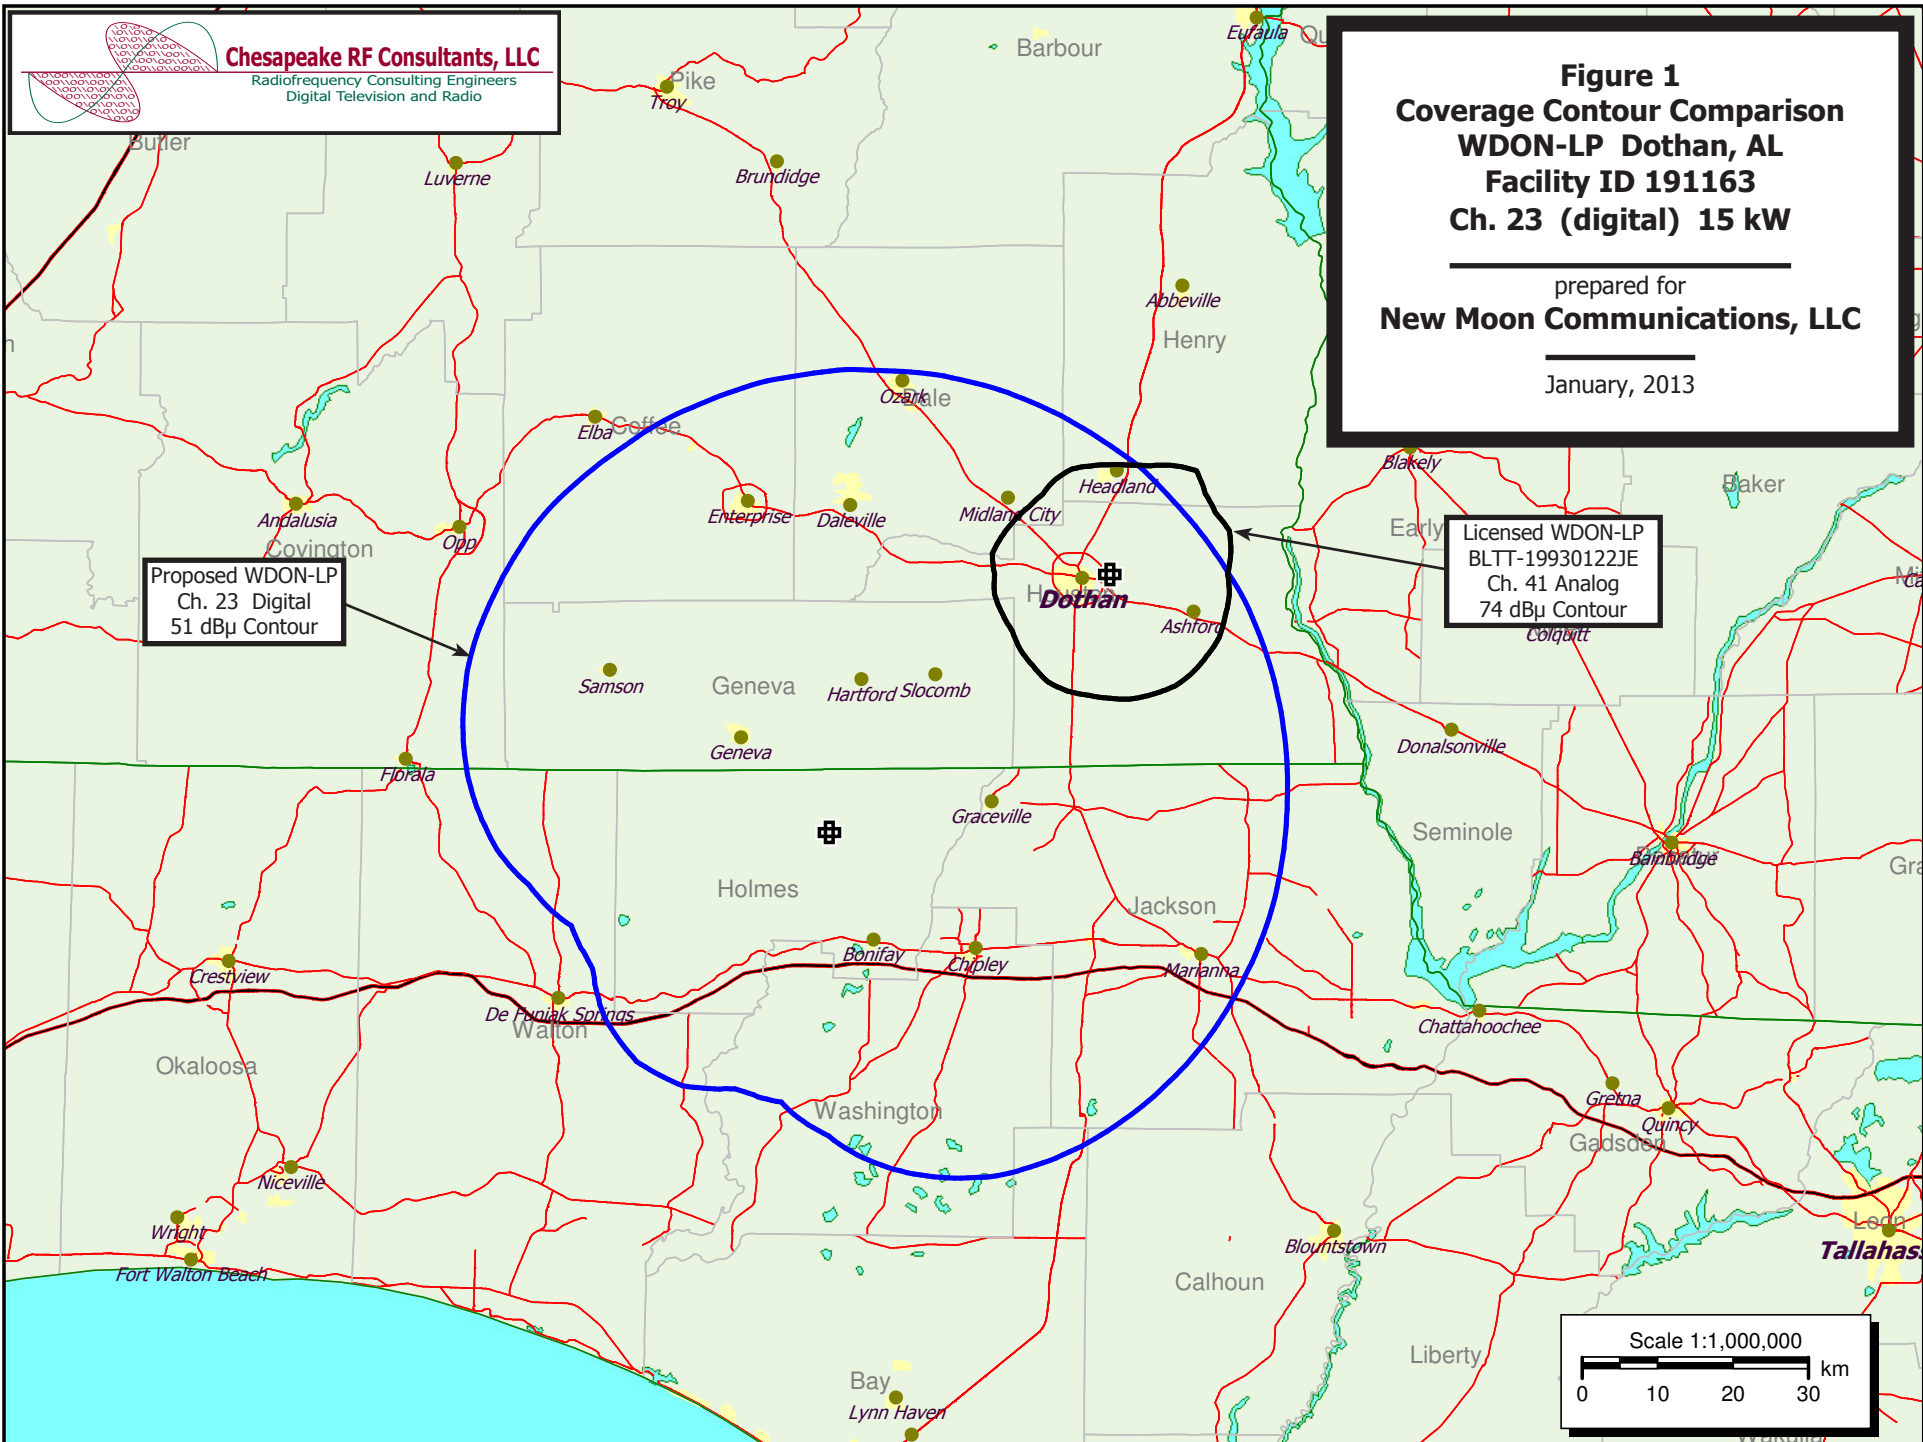 Chesapeake RF Consultants, LLC
Radiofrequency Consulting Engineers
Digital Television and Radio
Figure 1
Coverage Contour Comparison
WDON-LP Dothan, AL
Facility ID 191163
Ch. 23 (digital) 15 kW
prepared for
New Moon Communications, LLC
January, 2013
Eufaula
Barbour
Pike
Troy
Butler
Luverne
Brundidge
Abbeville
Henry
Ozark
Dale
Elba
Coffee
Blakely
Baker
Headland
Enterprise
Daleville
Midland City
Andalusia
Opp
Covington
Early
Licensed WDON-LP
BLTT-19930122JE
Ch. 41 Analog
74 dBµ Contour
Proposed WDON-LP
Ch. 23 Digital
51 dBµ Contour
Houston
Dothan
Ashford
Colquitt
Samson
Geneva
Hartford
Slocomb
Geneva
Donalsonville
Florala
Graceville
Seminole
Bainbridge
Holmes
Jackson
Bonifay
Chipley
Marianna
Crestview
De Funiak Springs
Walton
Chattahoochee
Okaloosa
Washington
Gretna
Quincy
Gadsden
Niceville
Wright
Fort Walton Beach
Blountstown
Leon
Tallahas
Calhoun
Liberty
Bay
Lynn Haven
Scale 1:1,000,000
km
0 10 20 30